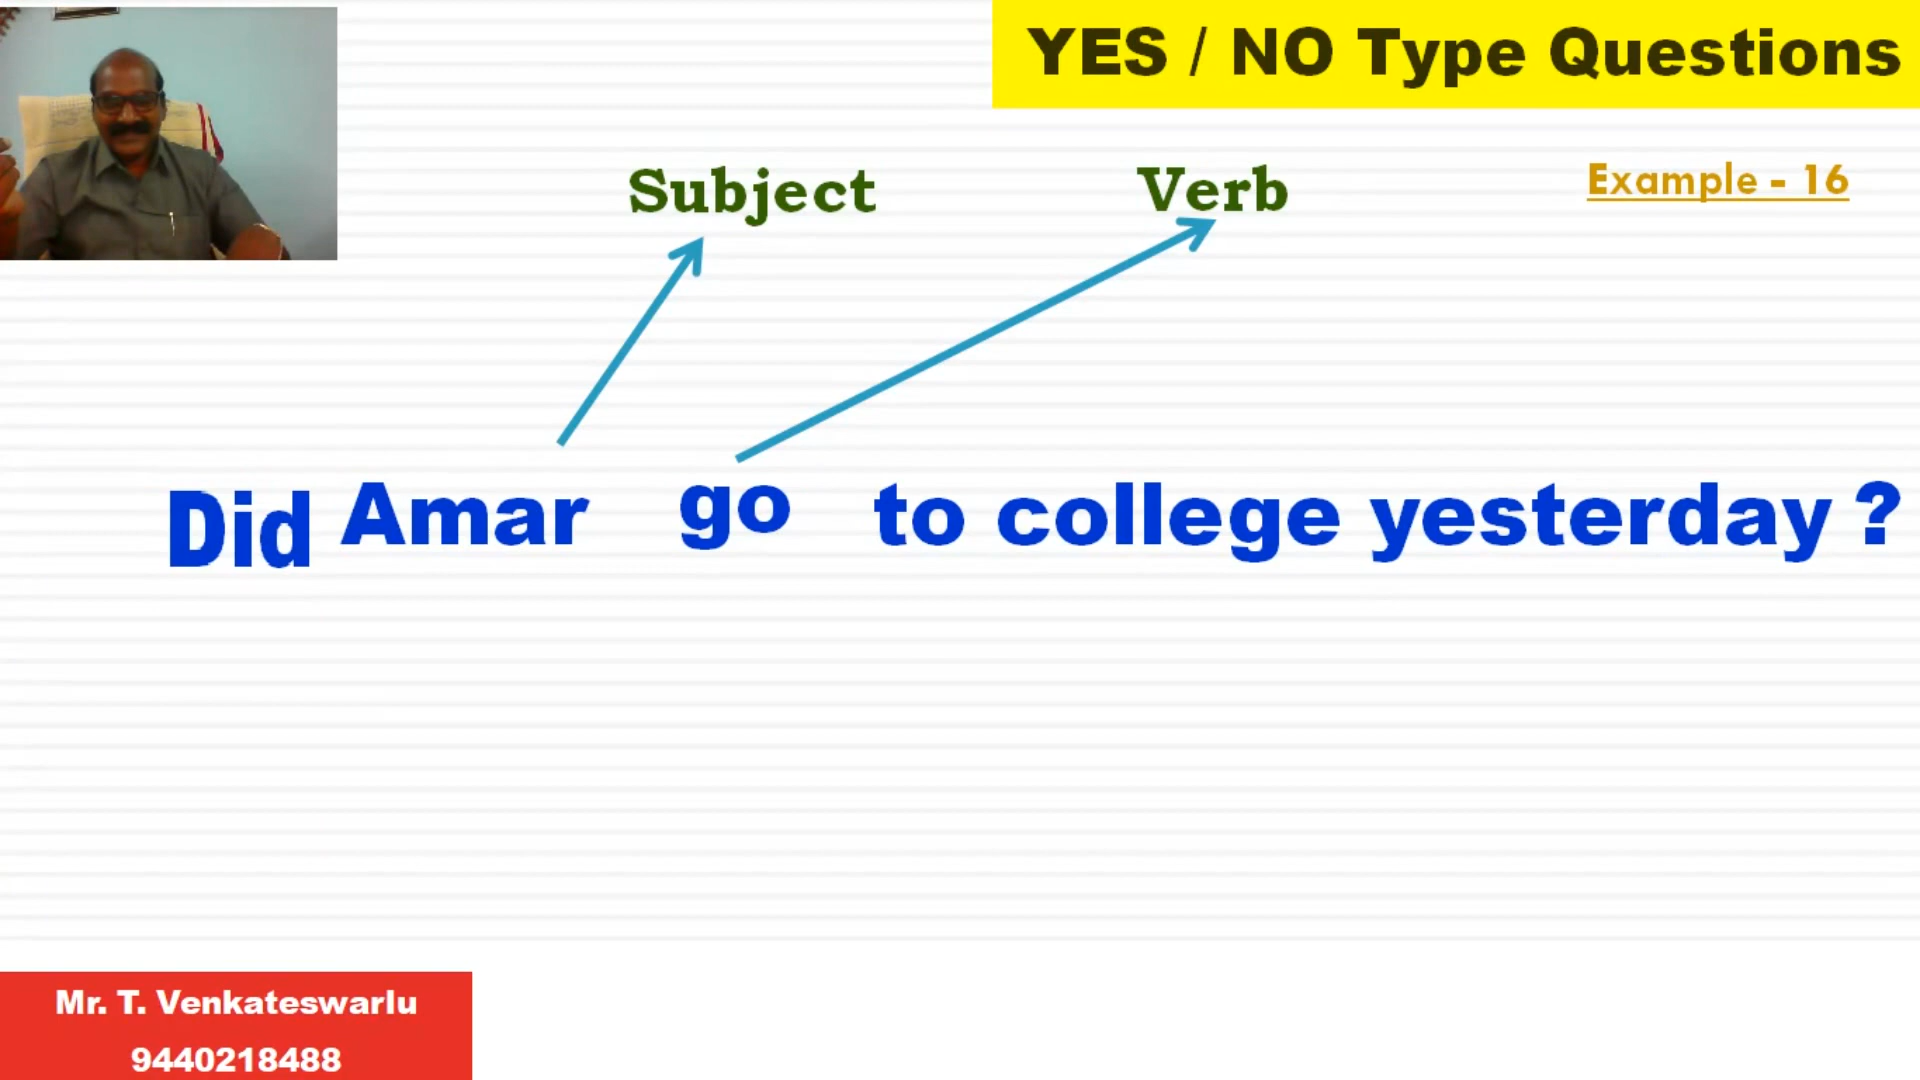 YES / NO Type Questions
Subject Verb
Example - 16
Did Amar go to college yesterday ?
Mr. T. Venkateswarlu
9440218488